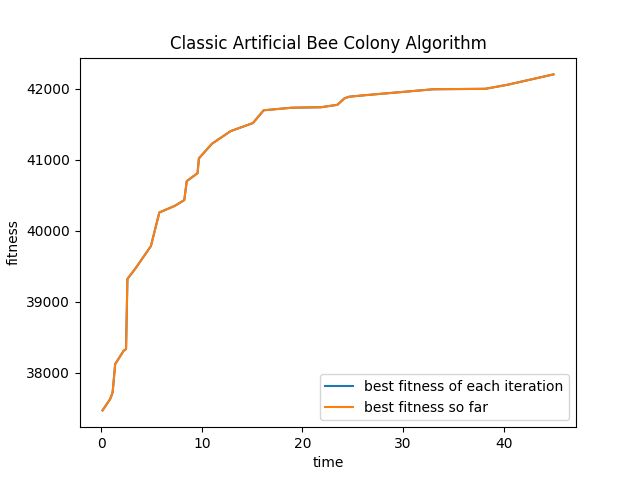 Classic Artificial Bee Colony Algorithm
42000
41000
40000
39000
38000
fitness
best fitness of each iteration
best fitness so far
0 10 20 30 40
time